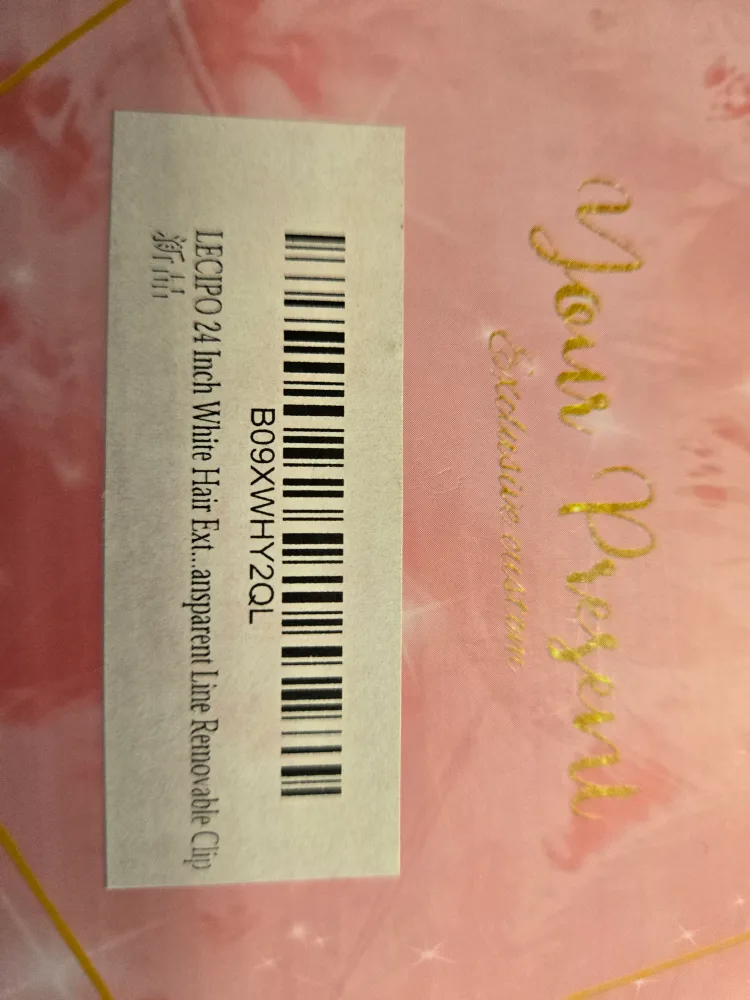 Your Present
Exclusive custom
B09XWHY2QL
LECIPO 24 Inch White Hair Ext...ansparent Line Removable Clip
新品